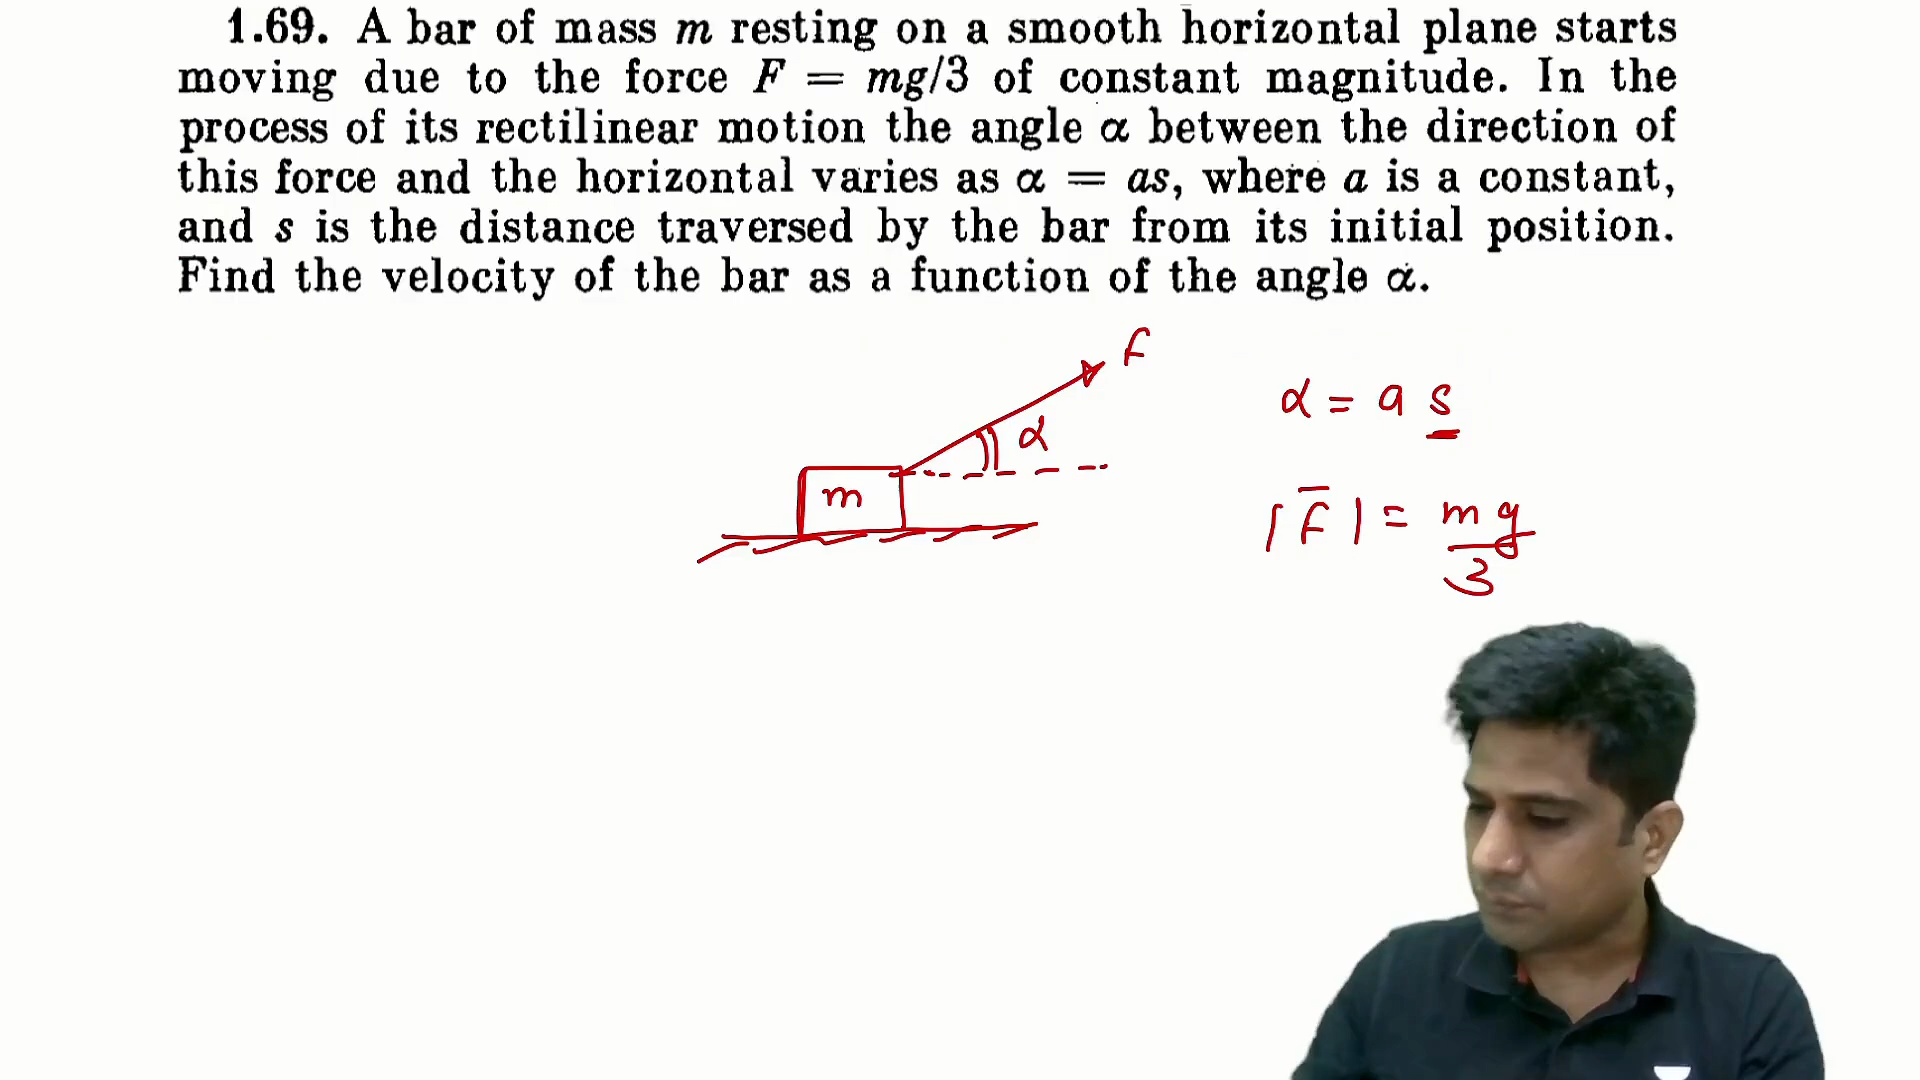 1.69. A bar of mass m resting on a smooth horizontal plane starts
moving due to the force F = mg/3 of constant magnitude. In the
process of its rectilinear motion the angle α between the direction of
this force and the horizontal varies as α = as, where a is a constant,
and s is the distance traversed by the bar from its initial position.
Find the velocity of the bar as a function of the angle α.
F
α
m
α = a s
|F̅| = mg/3